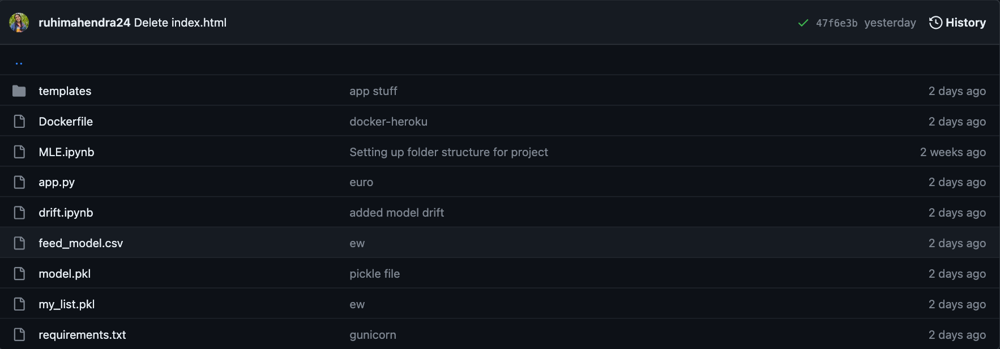 ruhimahendra24 Delete index.html 47f6e3b yesterday History
..
templates app stuff 2 days ago
Dockerfile docker-heroku 2 days ago
MLE.ipynb Setting up folder structure for project 2 weeks ago
app.py euro 2 days ago
drift.ipynb added model drift 2 days ago
feed_model.csv ew 2 days ago
model.pkl pickle file 2 days ago
my_list.pkl ew 2 days ago
requirements.txt gunicorn 2 days ago